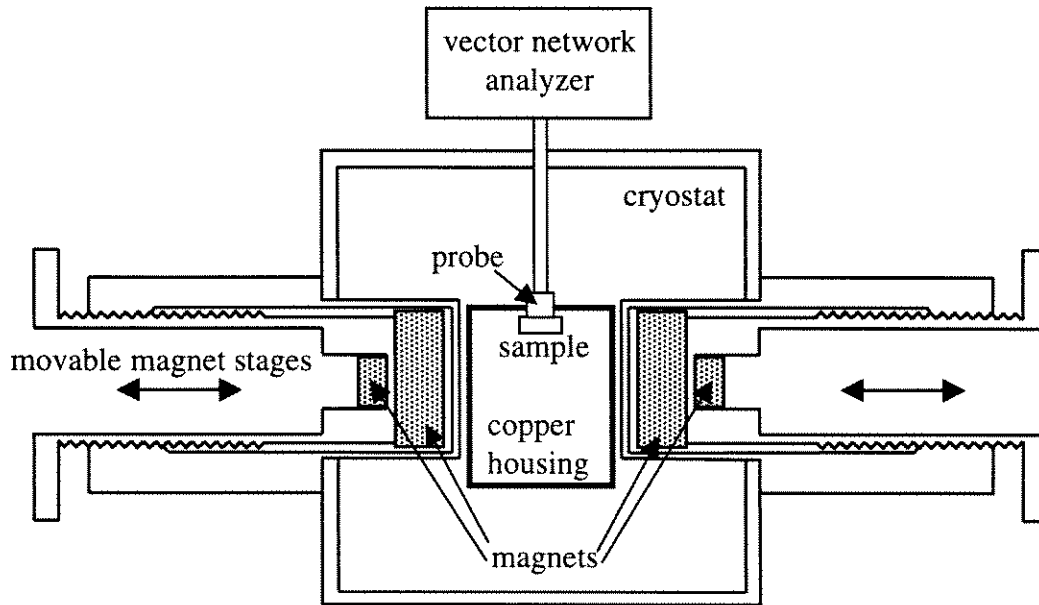 vector network
analyzer
cryostat
probe
sample
movable magnet stages
copper
housing
magnets